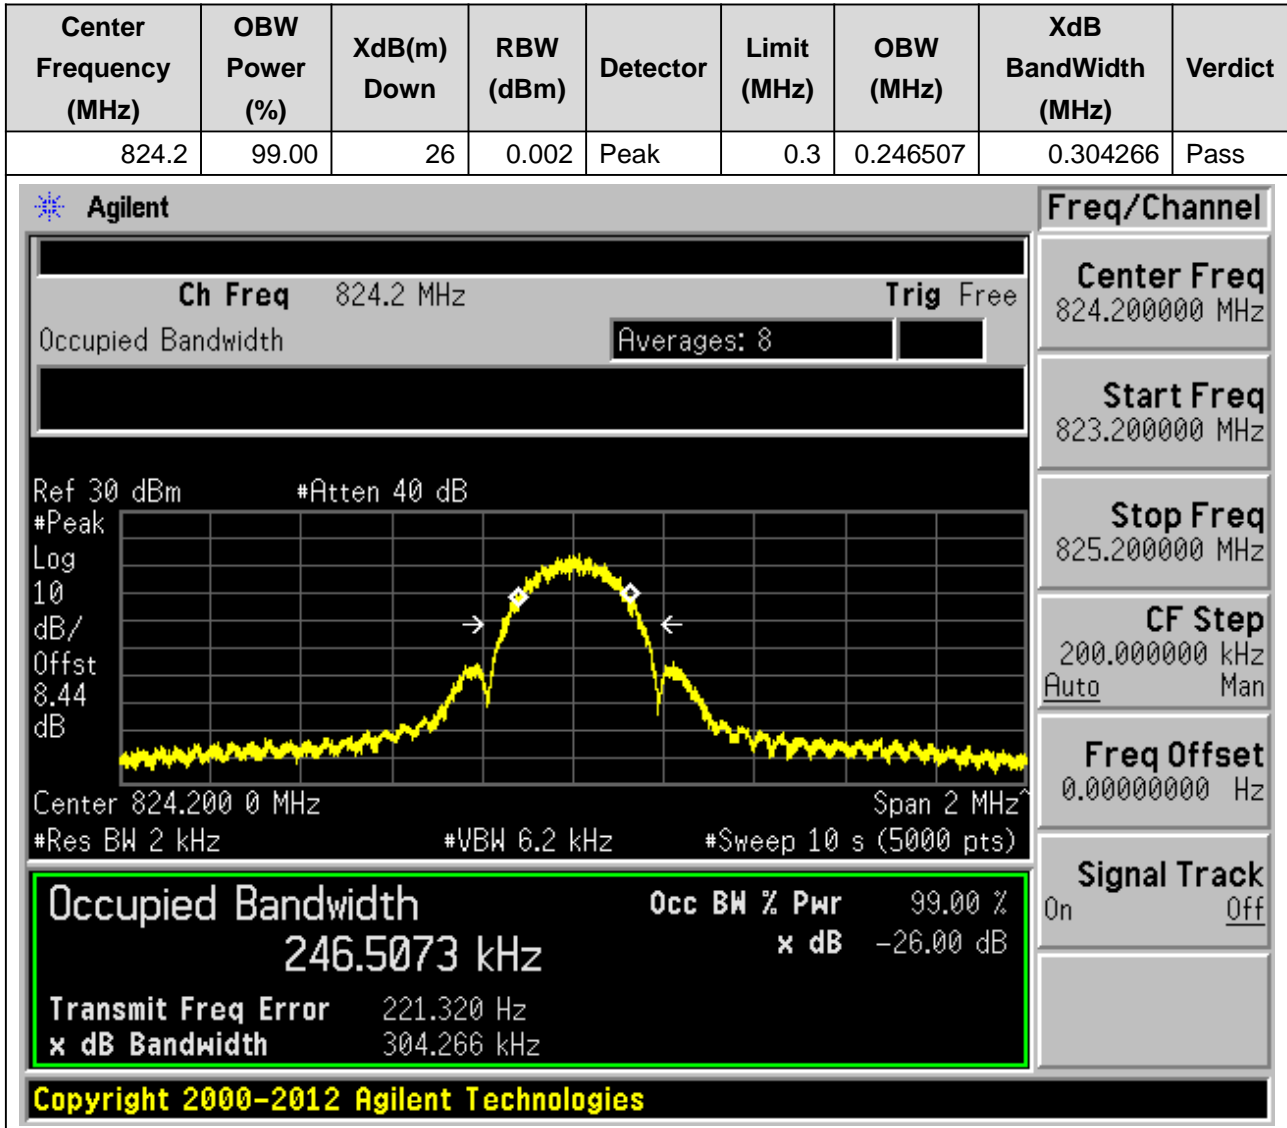 Center Frequency (MHz) OBW Power (%) XdB(m) Down RBW (dBm) Detector Limit (MHz) OBW (MHz) XdB BandWidth (MHz) Verdict
824.2 99.00 26 0.002 Peak 0.3 0.246507 0.304266 Pass
Agilent Freq/Channel
Ch Freq 824.2 MHz Trig Free
Occupied Bandwidth Averages: 8
Center Freq
824.200000 MHz
Start Freq
823.200000 MHz
Stop Freq
825.200000 MHz
CF Step
200.000000 kHz
Auto Man
Freq Offset
0.00000000 Hz
Signal Track
On Off
Ref 30 dBm #Atten 40 dB
#Peak
Log
10
dB/
Offst
8.44
dB
Center 824.200 0 MHz Span 2 MHz^
#Res BW 2 kHz #VBW 6.2 kHz #Sweep 10 s (5000 pts)
Occupied Bandwidth Occ BW % Pwr 99.00 %
246.5073 kHz x dB -26.00 dB
Transmit Freq Error 221.320 Hz
x dB Bandwidth 304.266 kHz
Copyright 2000-2012 Agilent Technologies